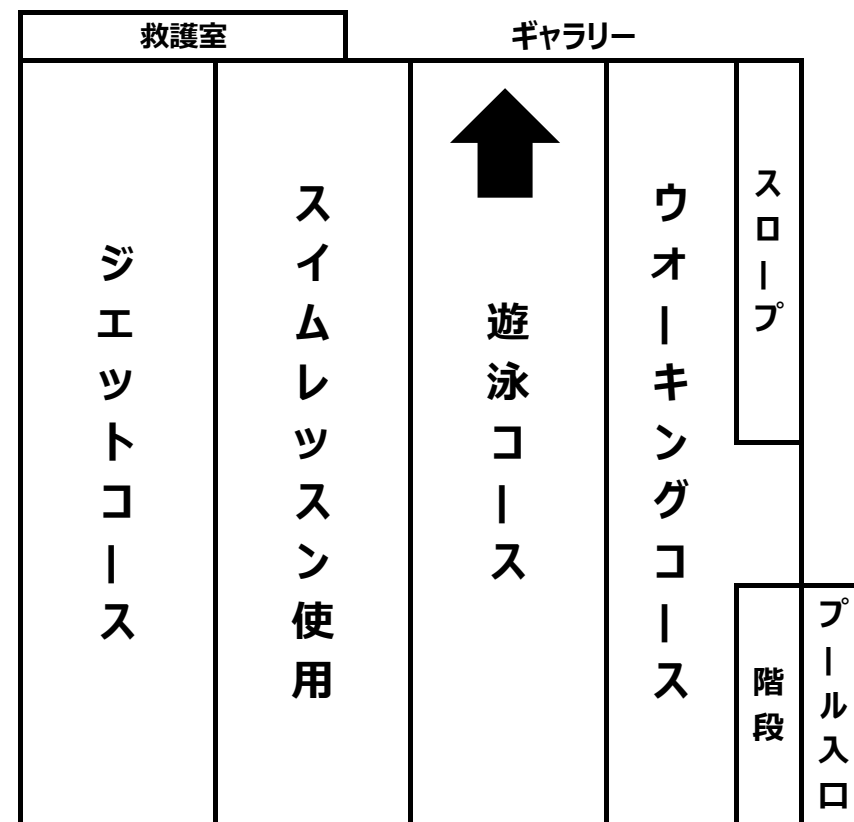 救護室
ギャラリー
ジエットコース
スイムレッスン使用
遊泳コース
ウオーキングコース
スロープ
階段
プール入口